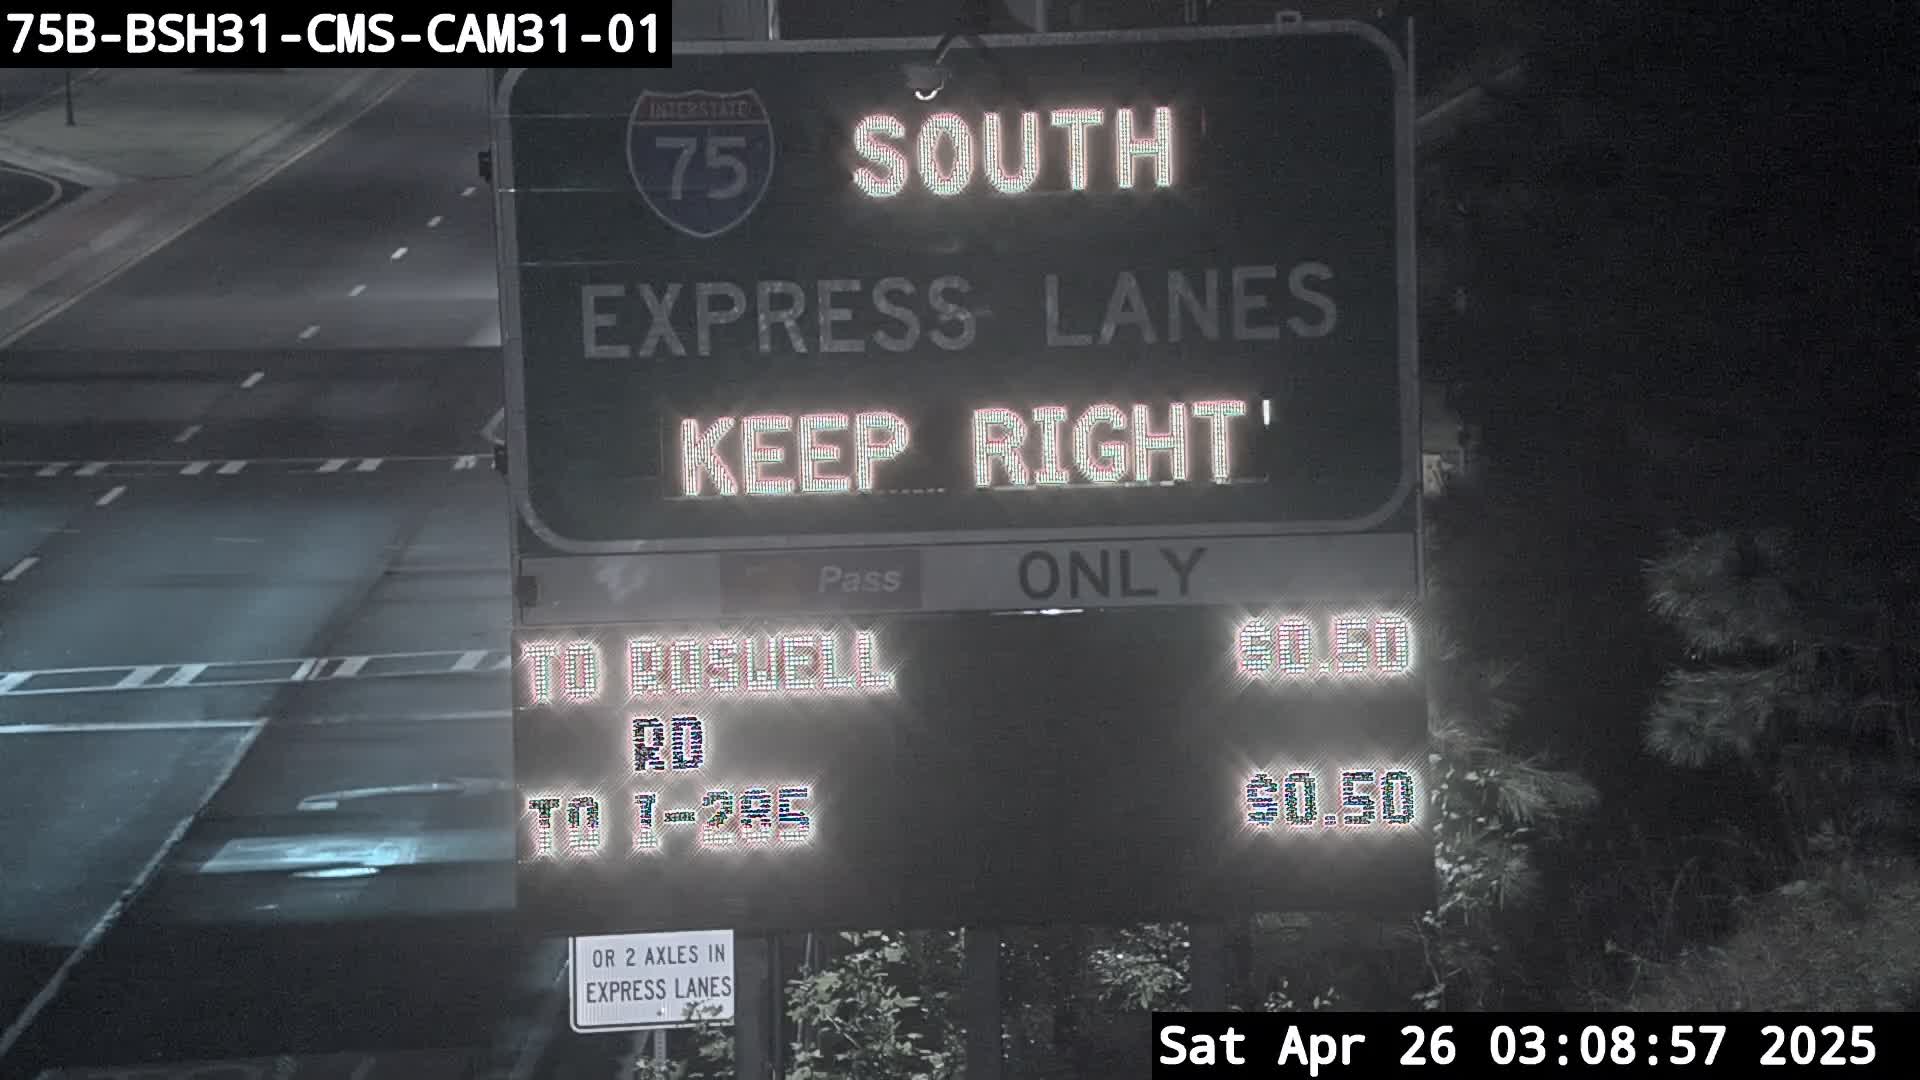 75B-BSH31-CMS-CAM31-01
INTERSTATE
75
SOUTH
EXPRESS LANES
KEEP RIGHT
Pass ONLY
TO ROSWELL $0.50
RD
TO I-285 $0.50
OR 2 AXLES IN
EXPRESS LANES
Sat Apr 26 03:08:57 2025